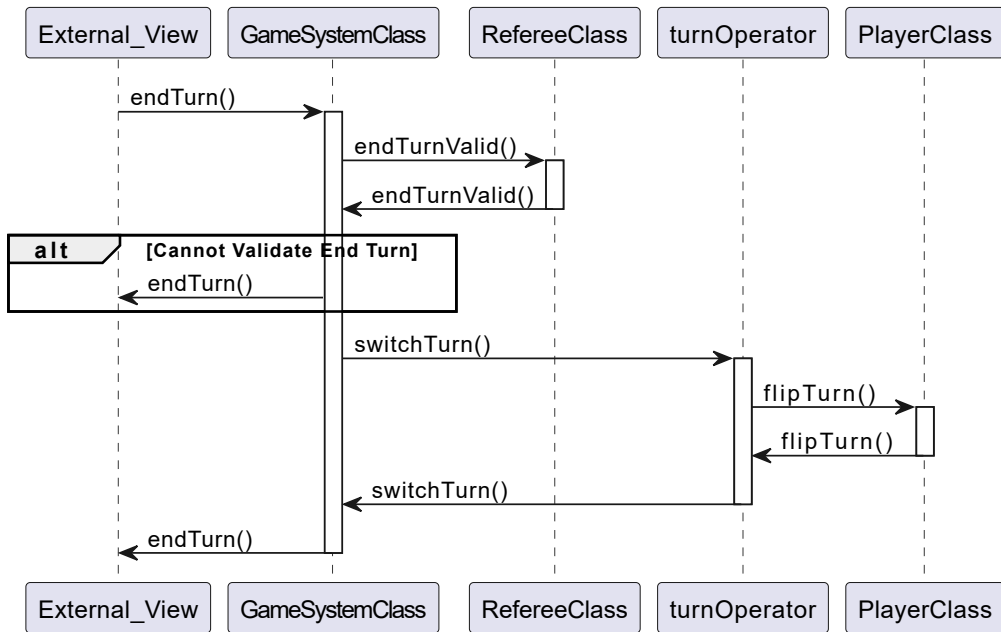 External_View GameSystemClass RefereeClass turnOperator PlayerClass
endTurn()
endTurnValid()
endTurnValid()
alt [Cannot Validate End Turn]
endTurn()
switchTurn()
flipTurn()
flipTurn()
switchTurn()
endTurn()
External_View GameSystemClass RefereeClass turnOperator PlayerClass